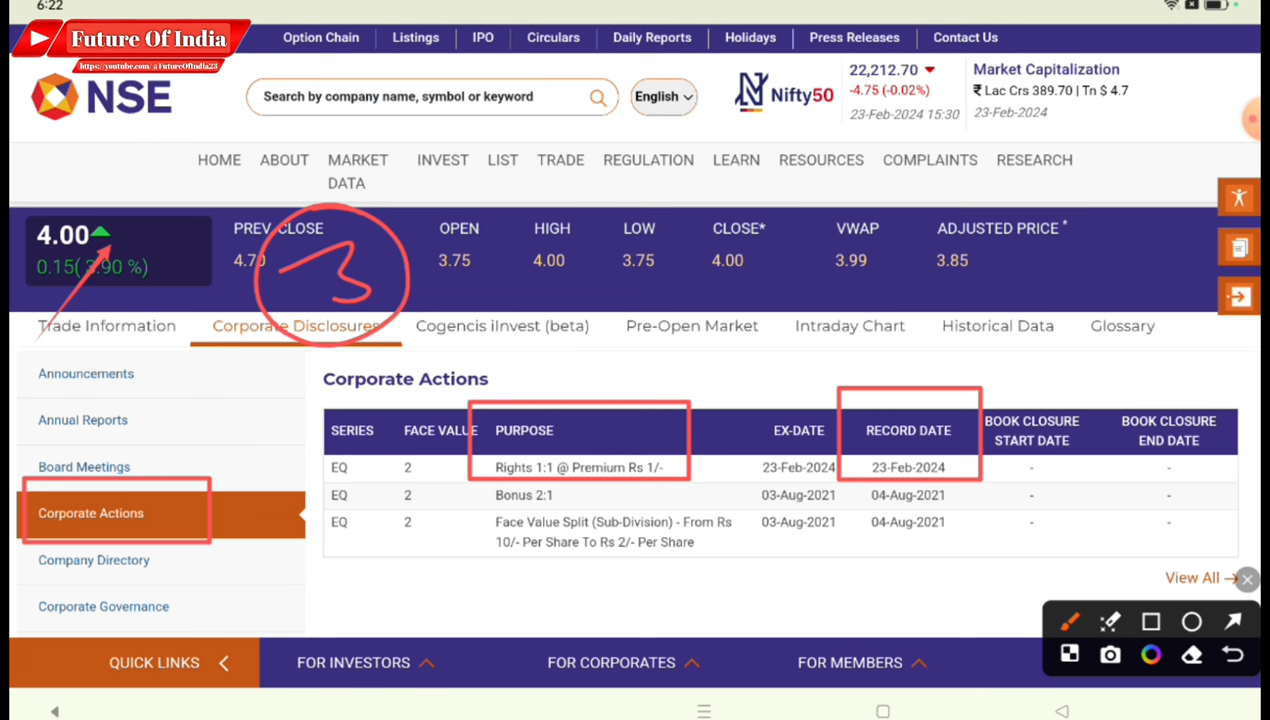 6:22
Future Of India
https://youtube.com/@FutureOfIndia23
Option Chain Listings IPO Circulars Daily Reports Holidays Press Releases Contact Us
NSE
Search by company name, symbol or keyword
English
Nifty50
22,212.70
-4.75 (-0.02%)
23-Feb-2024 15:30
Market Capitalization
₹ Lac Crs 389.70 | Tn $ 4.7
23-Feb-2024
HOME ABOUT MARKET DATA INVEST LIST TRADE REGULATION LEARN RESOURCES COMPLAINTS RESEARCH
4.00
0.15(3.90 %)
PREV. CLOSE OPEN HIGH LOW CLOSE* VWAP ADJUSTED PRICE *
4.70 3.75 4.00 3.75 4.00 3.99 3.85
3
Trade Information Corporate Disclosures Cogencis iInvest (beta) Pre-Open Market Intraday Chart Historical Data Glossary
Announcements
Annual Reports
Board Meetings
Corporate Actions
Company Directory
Corporate Governance
Corporate Actions
SERIES FACE VALUE PURPOSE EX-DATE RECORD DATE BOOK CLOSURE START DATE BOOK CLOSURE END DATE
EQ 2 Rights 1:1 @ Premium Rs 1/- 23-Feb-2024 23-Feb-2024 - -
EQ 2 Bonus 2:1 03-Aug-2021 04-Aug-2021 - -
EQ 2 Face Value Split (Sub-Division) - From Rs 03-Aug-2021 04-Aug-2021 - -
10/- Per Share To Rs 2/- Per Share
View All
QUICK LINKS FOR INVESTORS FOR CORPORATES FOR MEMBERS